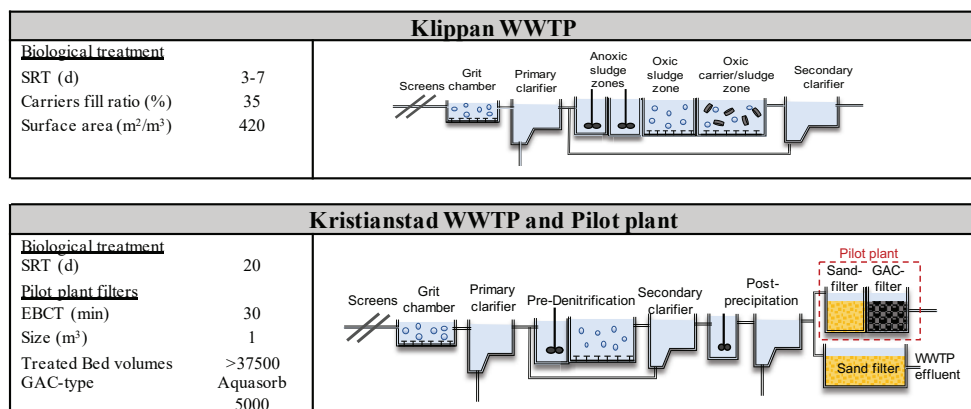 Klippan WWTP
Biological treatment
SRT (d) 3-7
Carriers fill ratio (%) 35
Surface area (m²/m³) 420
Screens
Grit
chamber
Primary
clarifier
Anoxic
sludge
zones
Oxic
sludge
zone
Oxic
carrier/sludge
zone
Secondary
clarifier
Kristianstad WWTP and Pilot plant
Biological treatment
SRT (d) 20
Pilot plant filters
EBCT (min) 30
Size (m³) 1
Treated Bed volumes >37500
GAC-type Aquasorb
5000
Screens
Grit
chamber
Primary
clarifier
Pre-Denitrification
Secondary
clarifier
Post-
precipitation
Pilot plant
Sand-
filter
GAC-
filter
Sand filter
WWTP
effluent